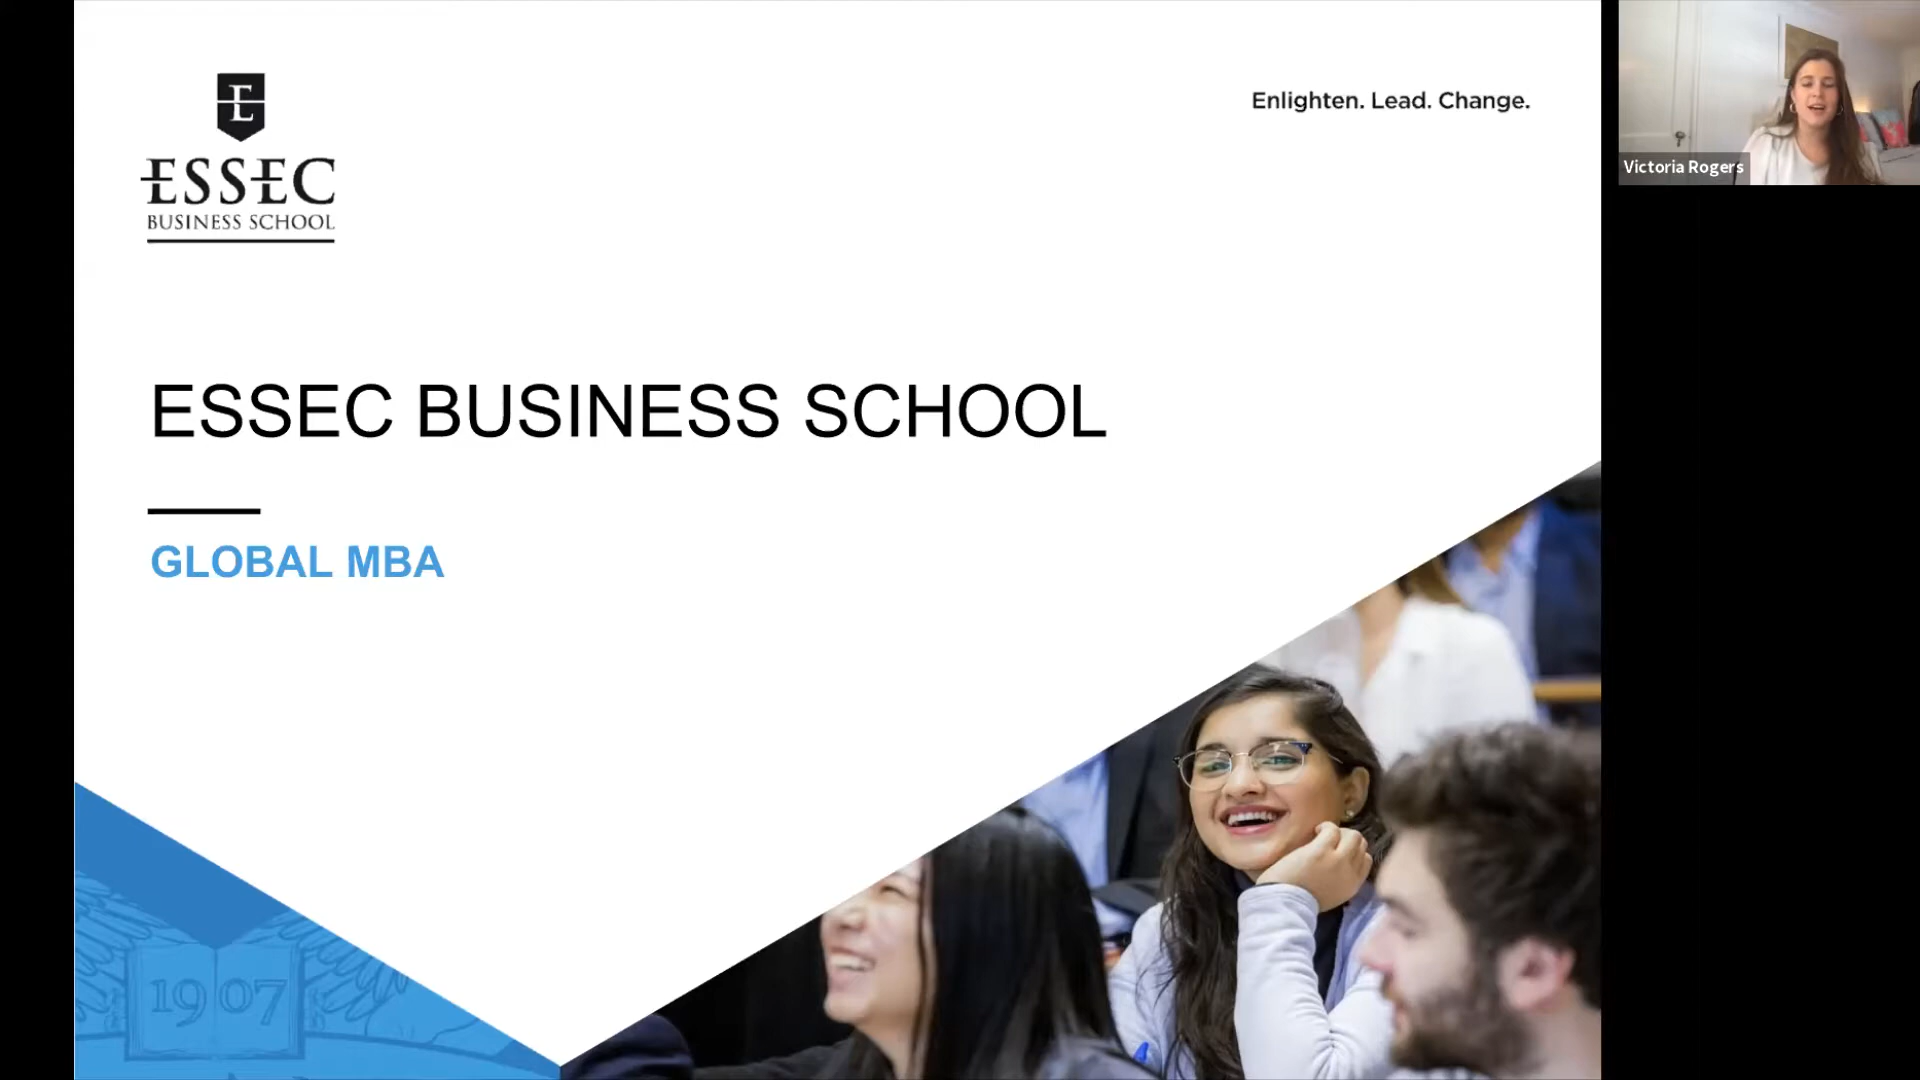 E
ESSEC
BUSINESS SCHOOL
Enlighten. Lead. Change.
Victoria Rogers
ESSEC BUSINESS SCHOOL
GLOBAL MBA
1907